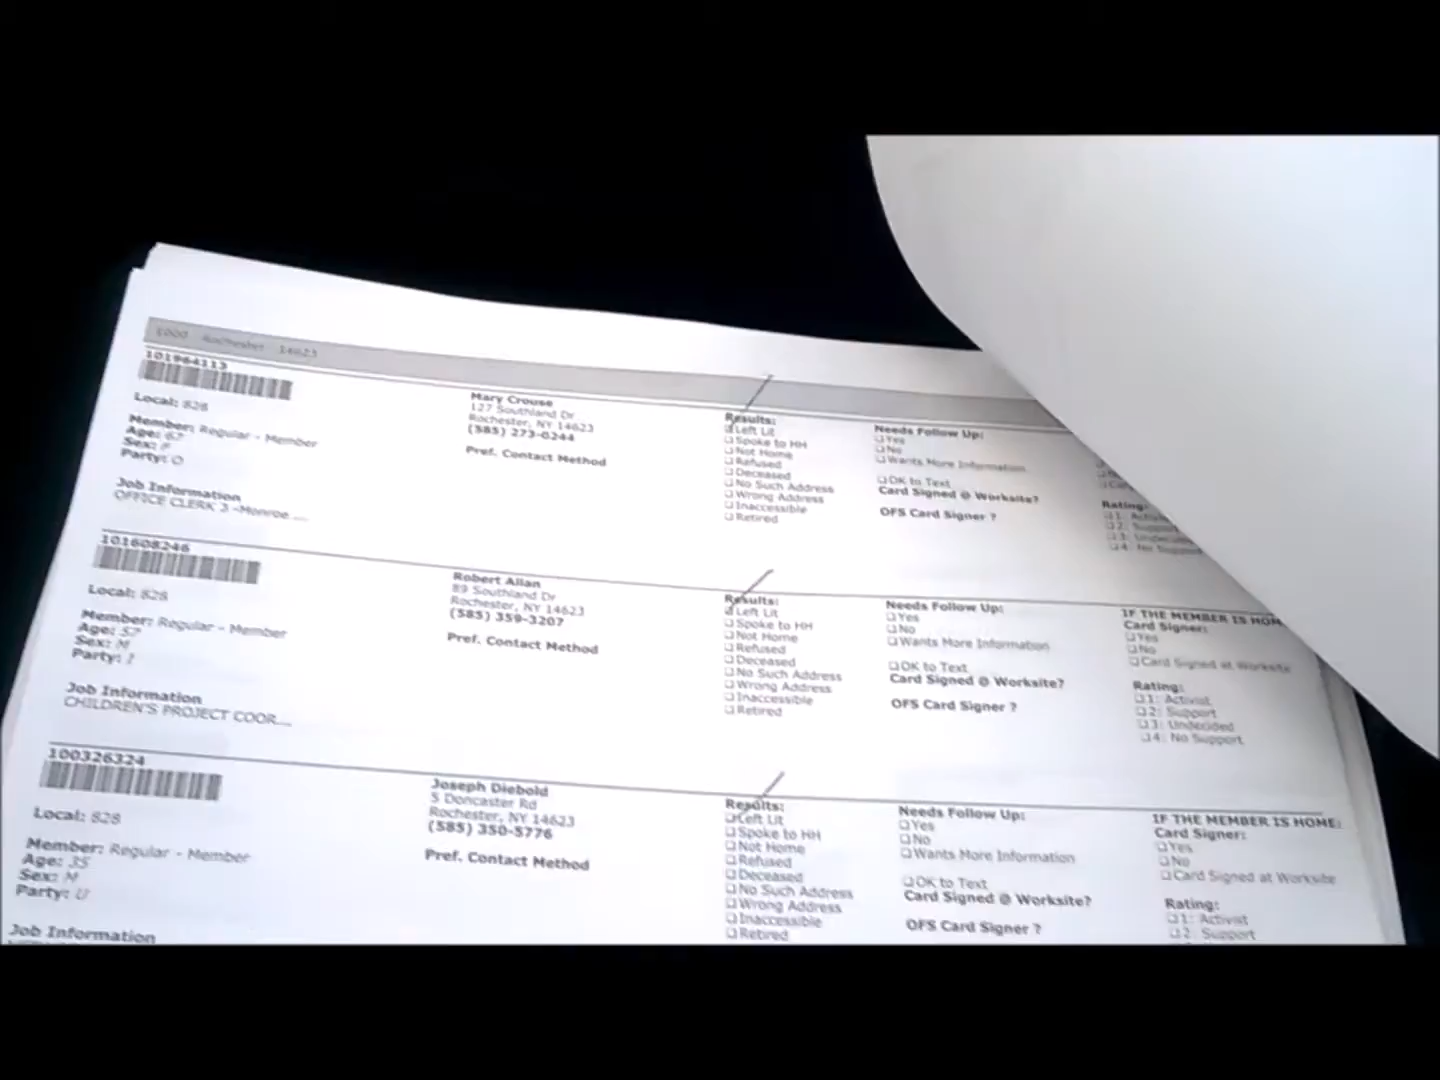 Rochester 14623
101964113
Local: 828
Member: Regular - Member
Age: 67
Sex: F
Party: O
Job Information
OFFICE CLERK 3 -Monroe....
Mary Crouse
127 Southland Dr
Rochester, NY 14623
(585) 273-0244
Pref. Contact Method
Results:
Left Lit
Spoke to HH
Not Home
Refused
Deceased
No Such Address
Wrong Address
Inaccessible
Retired
Needs Follow Up:
Yes
No
Wants More Information
OK to Text
Card Signed @ Worksite?
OFS Card Signer ?
Rating:
101608246
Local: 828
Member: Regular - Member
Age: 57
Sex: M
Party: I
Job Information
CHILDREN'S PROJECT COOR....
Robert Allan
89 Southland Dr
Rochester, NY 14623
(585) 359-3207
Pref. Contact Method
Results:
Left Lit
Spoke to HH
Not Home
Refused
Deceased
No Such Address
Wrong Address
Inaccessible
Retired
Needs Follow Up:
Yes
No
Wants More Information
OK to Text
Card Signed @ Worksite?
OFS Card Signer ?
IF THE MEMBER IS HOM
Card Signer:
Yes
No
Card Signed at Worksite
Rating:
1: Activist
2: Support
3: Undecided
4: No Support
100326324
Local: 828
Member: Regular - Member
Age: 35
Sex: M
Party: U
Job Information
Joseph Diebold
5 Doncaster Rd
Rochester, NY 14623
(585) 350-5776
Pref. Contact Method
Results:
Left Lit
Spoke to HH
Not Home
Refused
Deceased
No Such Address
Wrong Address
Inaccessible
Retired
Needs Follow Up:
Yes
No
Wants More Information
OK to Text
Card Signed @ Worksite?
OFS Card Signer ?
IF THE MEMBER IS HOME:
Card Signer:
Yes
No
Card Signed at Worksite
Rating:
1: Activist
2: Support